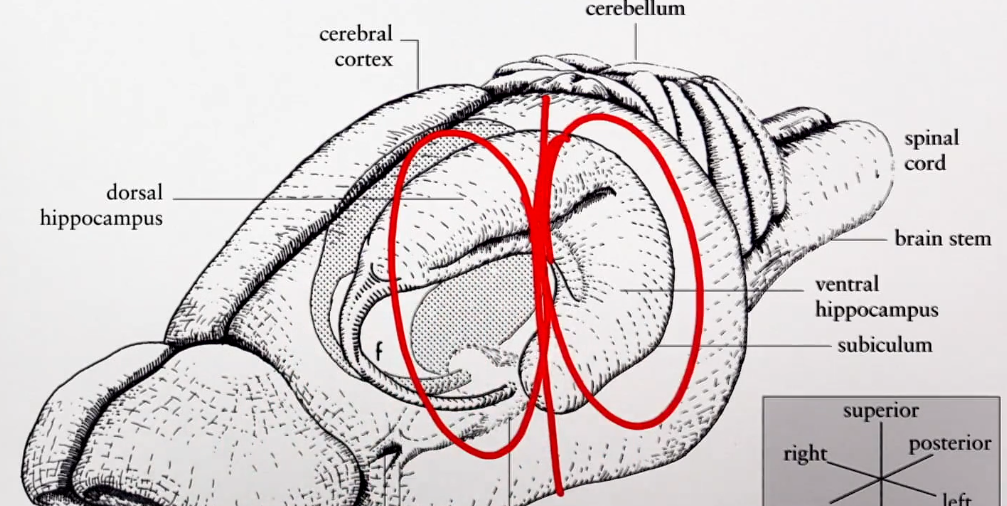 cerebellum
cerebral
cortex
spinal
cord
dorsal
hippocampus
brain stem
ventral
hippocampus
subiculum
f
superior
posterior
right
left